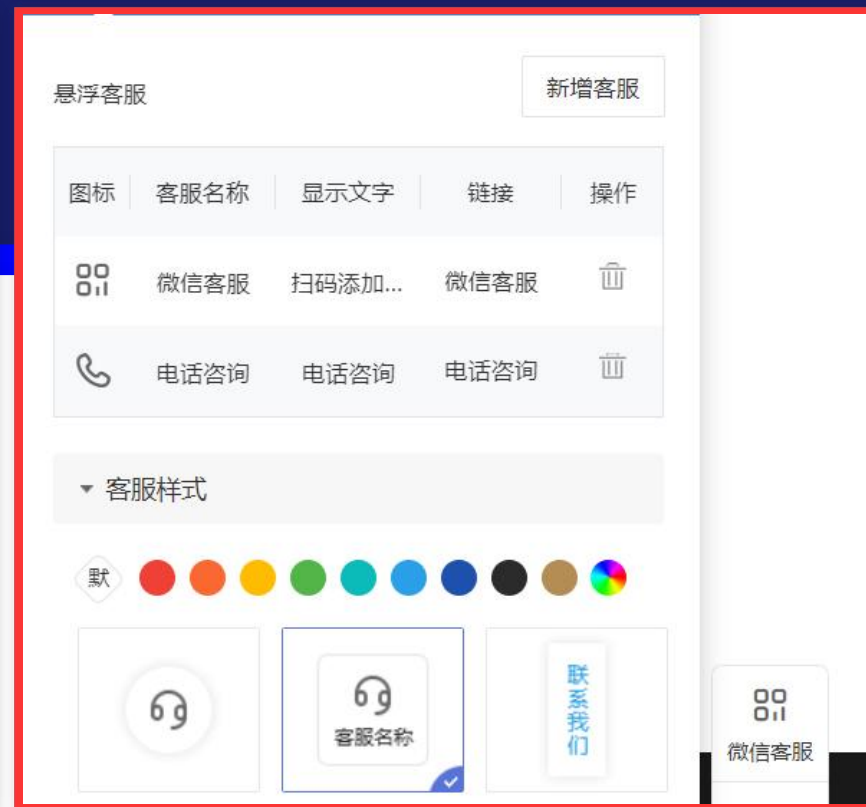 悬浮客服
新增客服
图标 客服名称 显示文字 链接 操作
微信客服 扫码添加... 微信客服
电话咨询 电话咨询 电话咨询
客服样式
默
客服名称
联系我们
微信客服